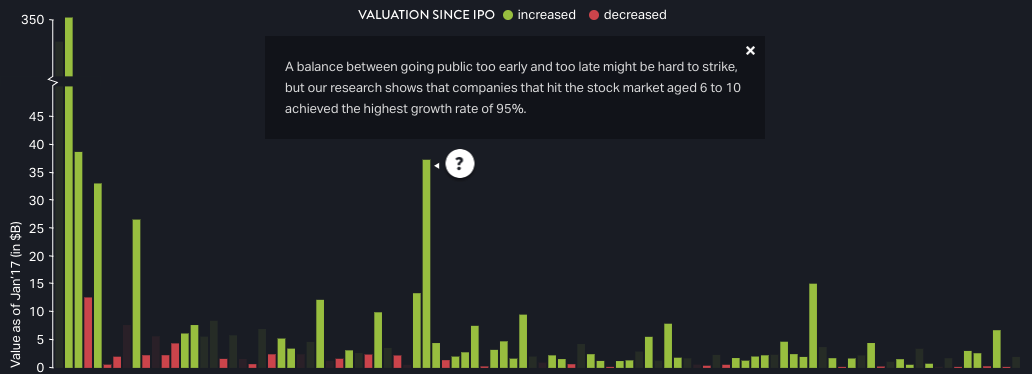 VALUATION SINCE IPO increased decreased
×
A balance between going public too early and too late might be hard to strike,
but our research shows that companies that hit the stock market aged 6 to 10
achieved the highest growth rate of 95%.
?
Value as of Jan'17 (in $B)
350
45
40
35
30
25
20
15
10
5
0